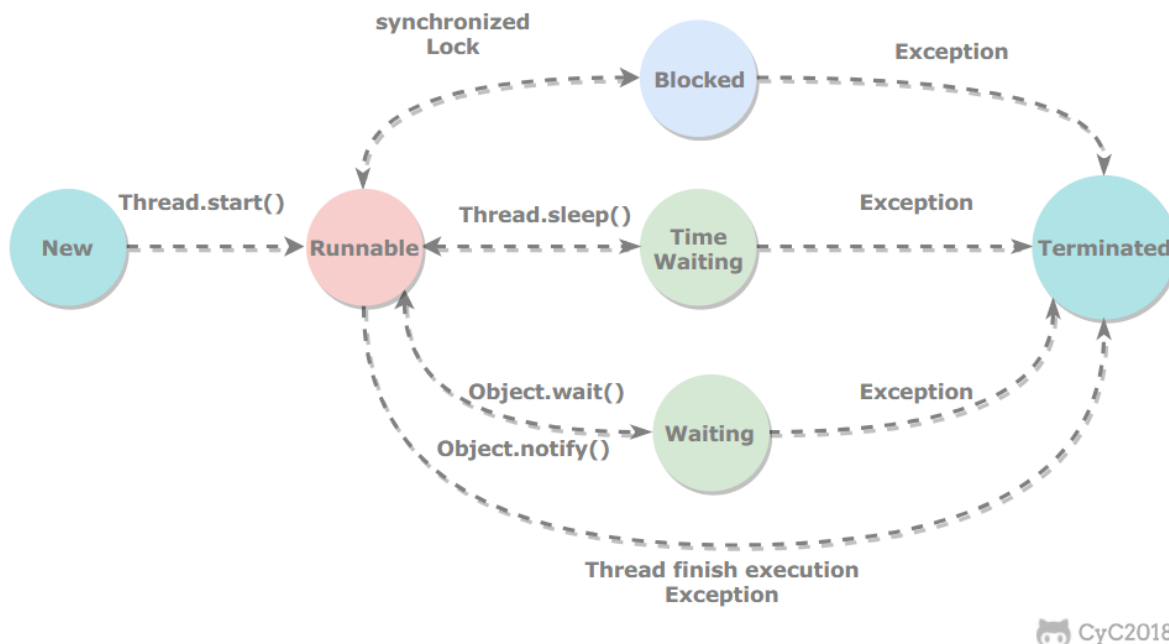 synchronized
Lock
Blocked
Exception
Thread.start()
Thread.sleep()
Exception
New
Runnable
Time
Waiting
Terminated
Object.wait()
Exception
Object.notify()
Waiting
Thread finish execution
Exception
CyC2018